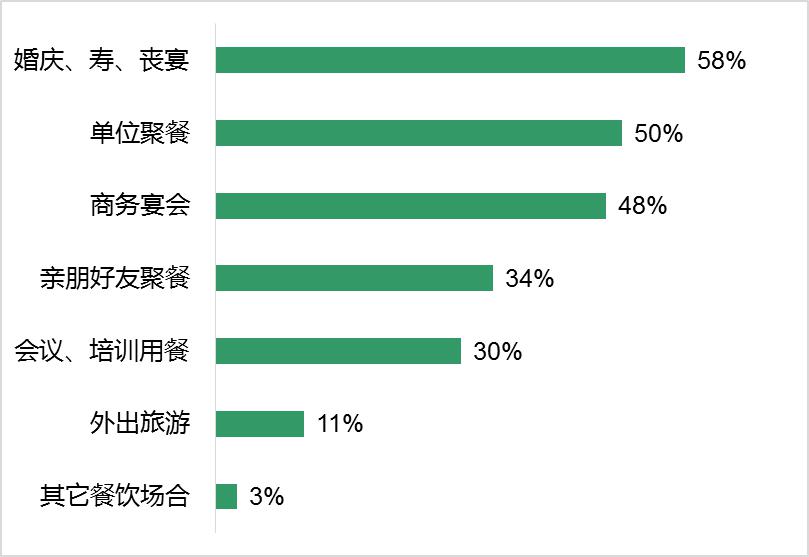 婚庆、寿、丧宴 58%
单位聚餐 50%
商务宴会 48%
亲朋好友聚餐 34%
会议、培训用餐 30%
外出旅游 11%
其它餐饮场合 3%